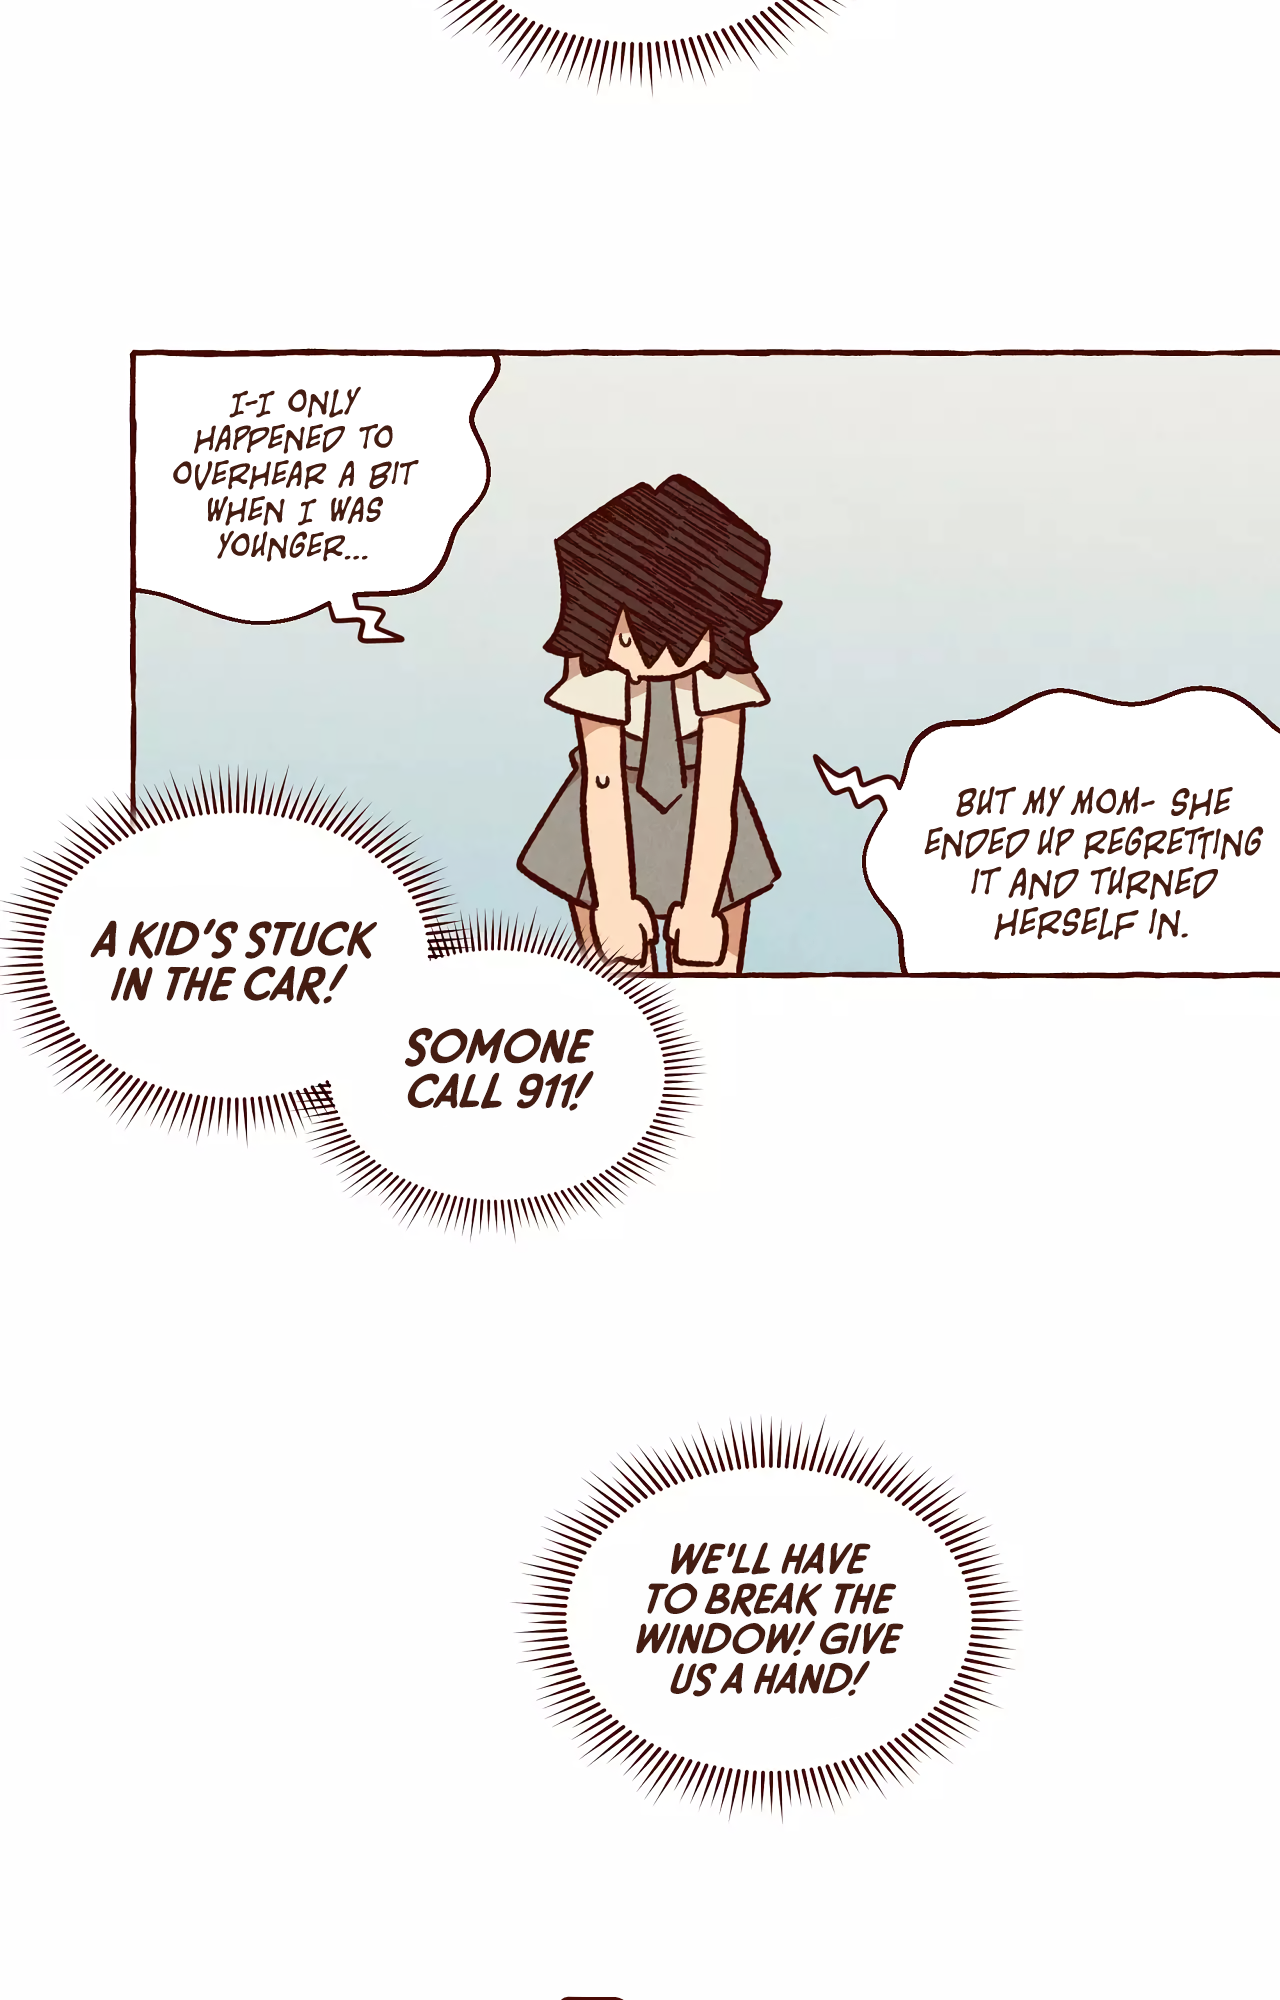 I-I ONLY
HAPPENED TO
OVERHEAR A BIT
WHEN I WAS
YOUNGER...
BUT MY MOM- SHE
ENDED UP REGRETTING
IT AND TURNED
HERSELF IN.
A KID'S STUCK
IN THE CAR!
SOMONE
CALL 911!
WE'LL HAVE
TO BREAK THE
WINDOW! GIVE
US A HAND!